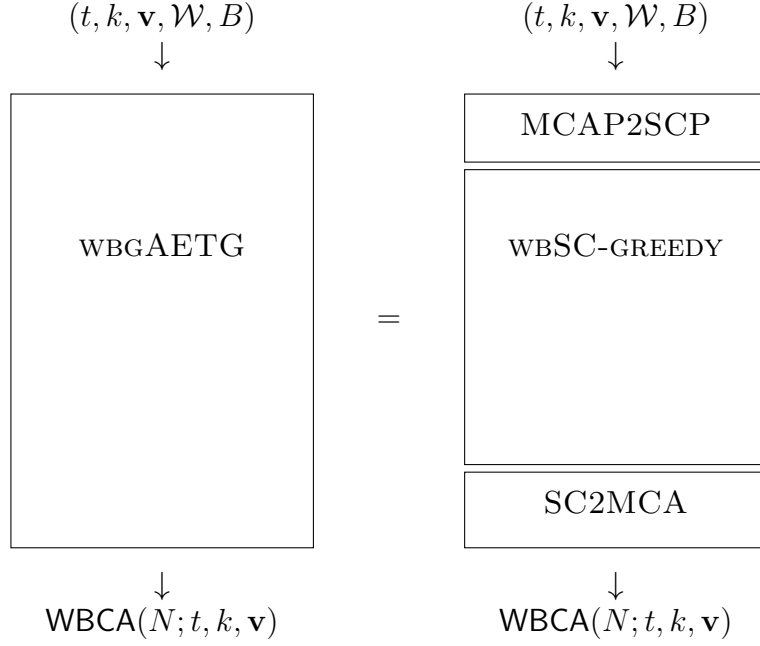 (t, k, v, 𝒲, B) (t, k, v, 𝒲, B)
↓ ↓
MCAP2SCP
WBGAETG WBSC-GREEDY
=
SC2MCA
↓ ↓
WBCA(N; t, k, v) WBCA(N; t, k, v)